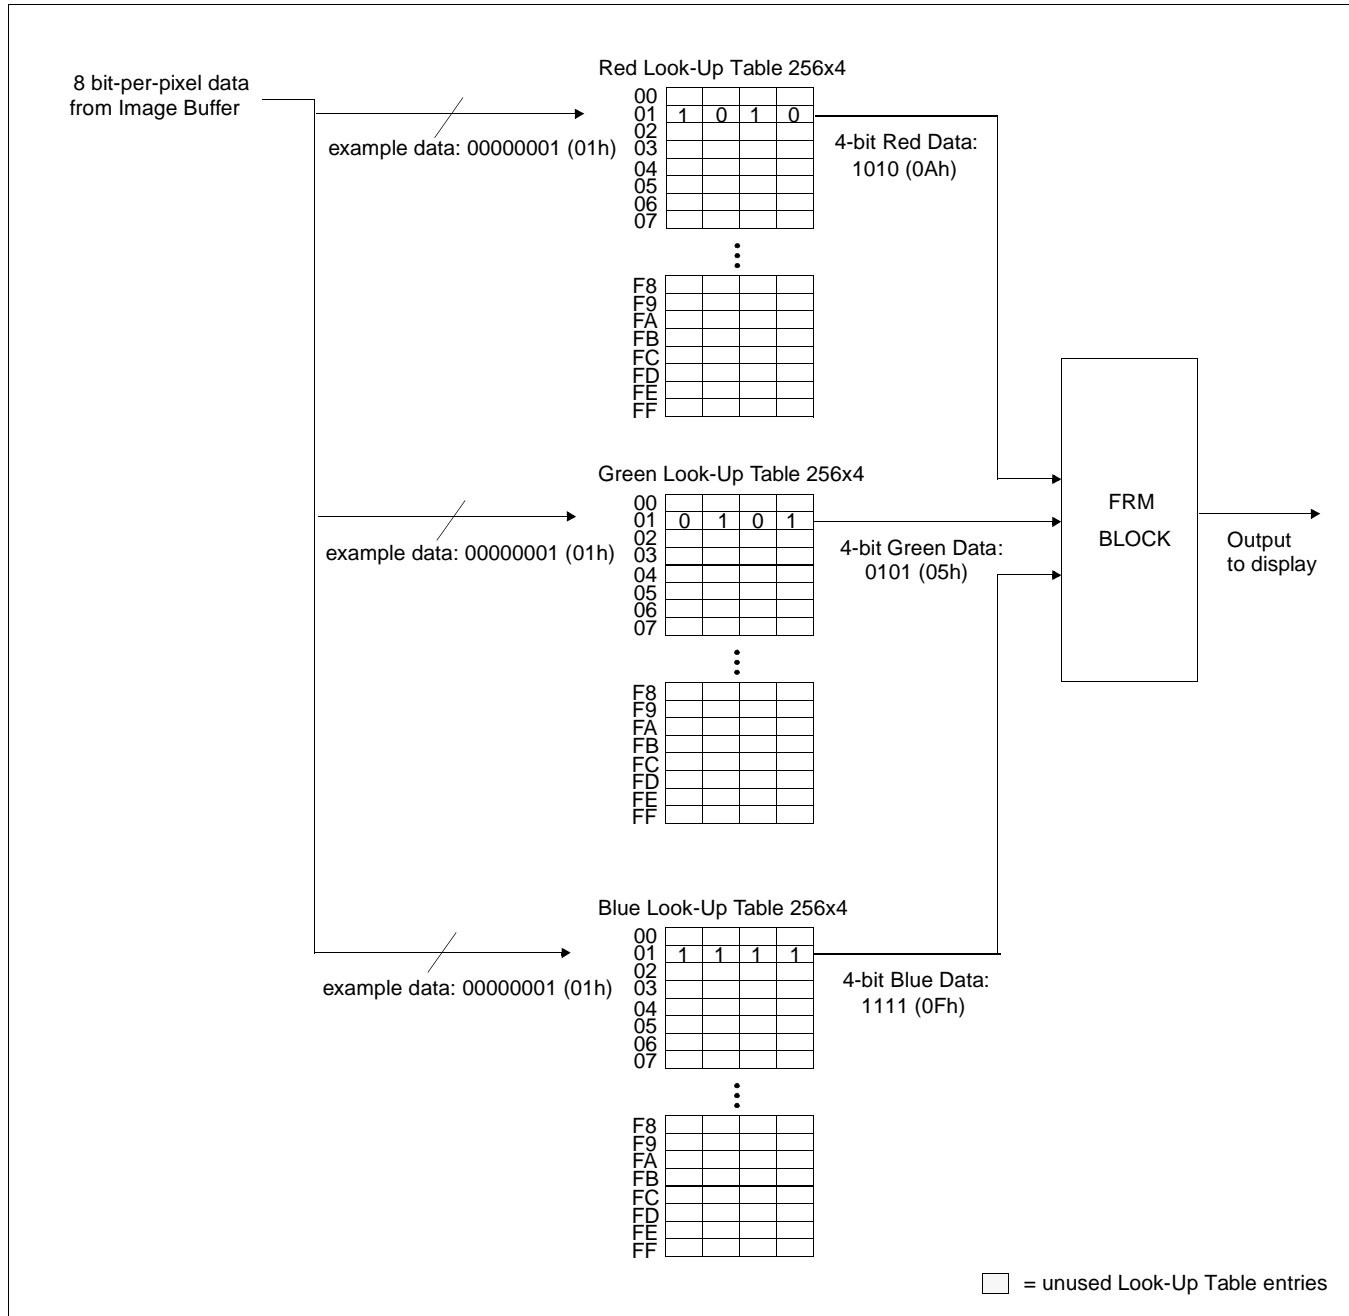 8 bit-per-pixel data
from Image Buffer
Red Look-Up Table 256x4
00
01 1 0 1 0
02
03
04
05
06
07
example data: 00000001 (01h)
4-bit Red Data:
1010 (0Ah)
F8
F9
FA
FB
FC
FD
FE
FF
Green Look-Up Table 256x4
00
01 0 1 0 1
02
03
04
05
06
07
example data: 00000001 (01h)
4-bit Green Data:
0101 (05h)
FRM
BLOCK
Output
to display
F8
F9
FA
FB
FC
FD
FE
FF
Blue Look-Up Table 256x4
00
01 1 1 1 1
02
03
04
05
06
07
example data: 00000001 (01h)
4-bit Blue Data:
1111 (0Fh)
F8
F9
FA
FB
FC
FD
FE
FF
= unused Look-Up Table entries